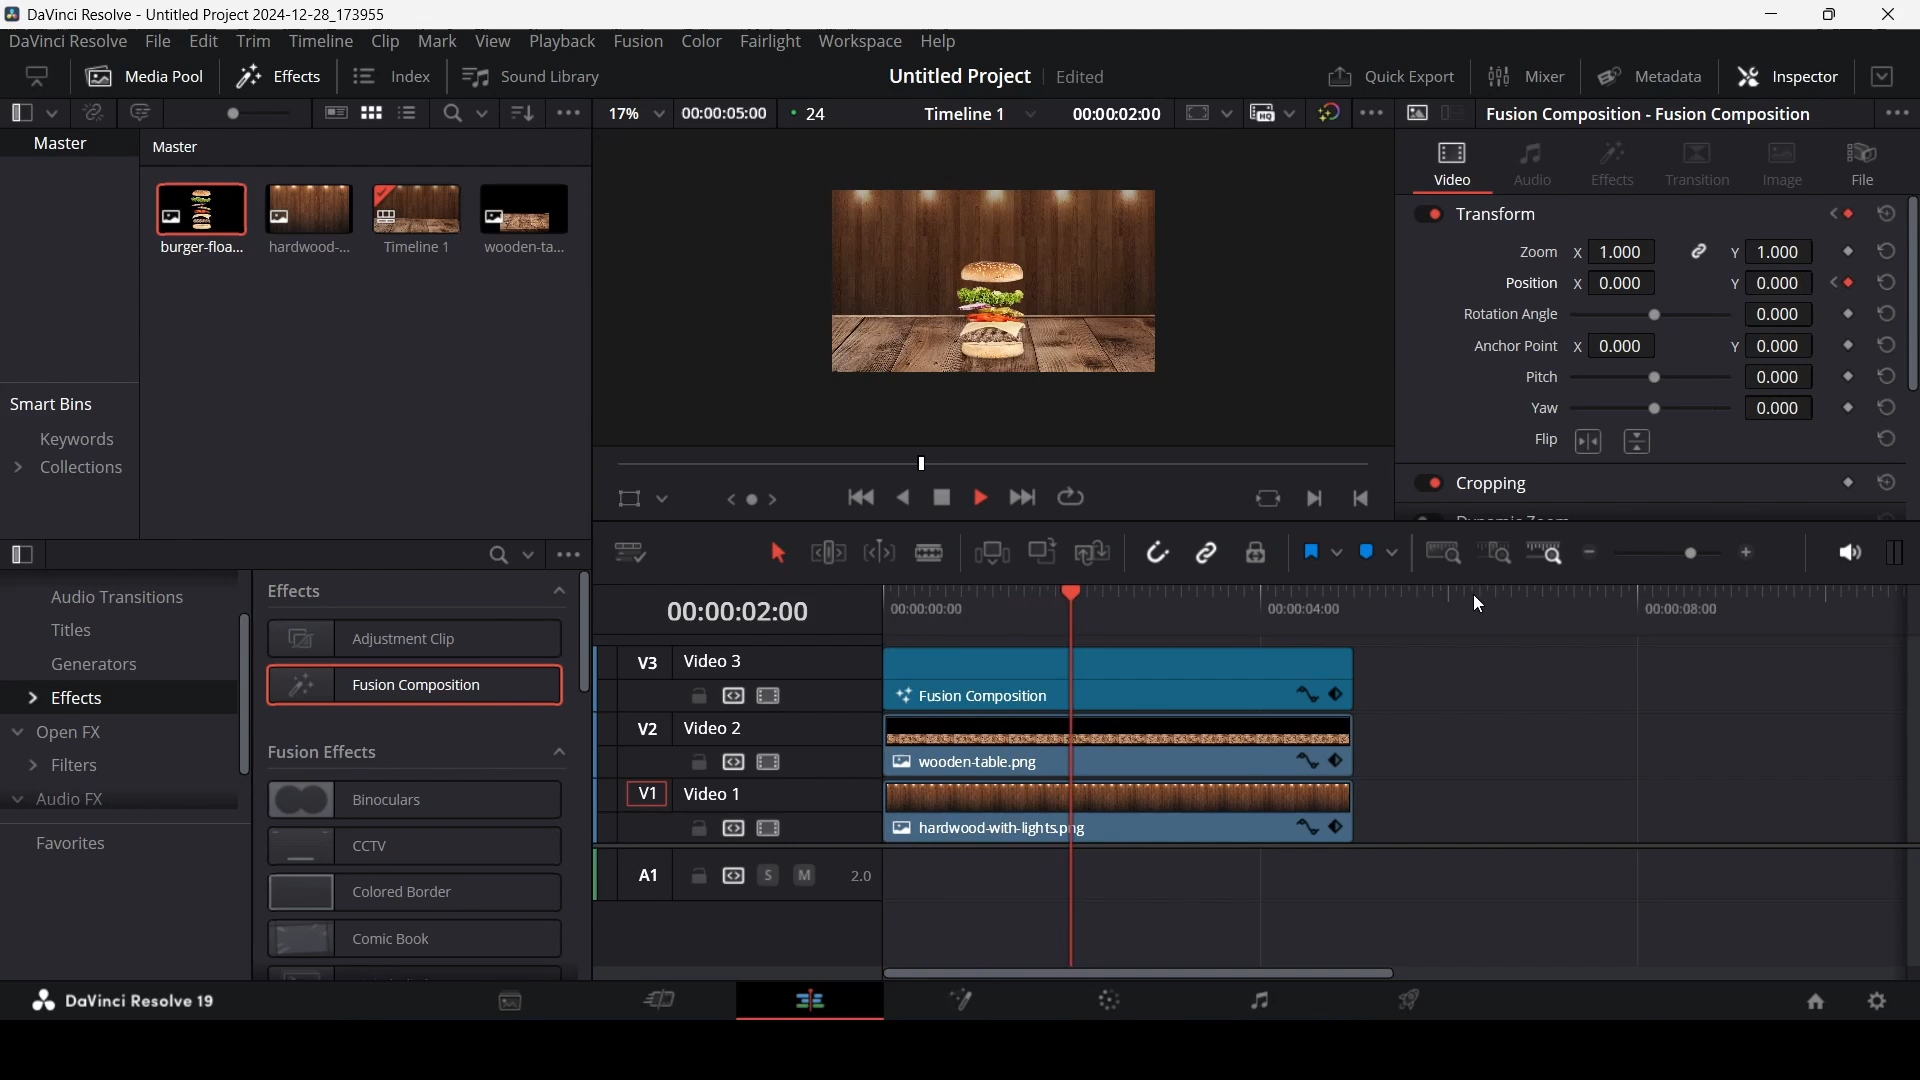 DaVinci Resolve - Untitled Project 2024-12-28_173955
DaVinci Resolve File Edit Trim Timeline Clip Mark View Playback Fusion Color Fairlight Workspace Help
Media Pool Effects Index Sound Library Untitled Project Edited Quick Export Mixer Metadata Inspector
17% 00:00:05:00 24 Timeline 1 00:00:02:00 HQ Fusion Composition - Fusion Composition
Master
Master
burger-floa... hardwood-... Timeline 1 wooden-ta...
Smart Bins
Keywords
Collections
Video Audio Effects Transition Image File
Transform
Zoom X 1.000 Y 1.000
Position X 0.000 Y 0.000
Rotation Angle 0.000
Anchor Point X 0.000 Y 0.000
Pitch 0.000
Yaw 0.000
Flip
Cropping
Audio Transitions
Titles
Generators
Effects
Open FX
Filters
Audio FX
Favorites
Effects
Adjustment Clip
Fusion Composition
Fusion Effects
Binoculars
CCTV
Colored Border
Comic Book
00:00:02:00 00:00:00:00 00:00:04:00 00:00:08:00
V3 Video 3
Fusion Composition
V2 Video 2
wooden-table.png
V1 Video 1
hardwood-with-lights.png
A1 S M 2.0
DaVinci Resolve 19